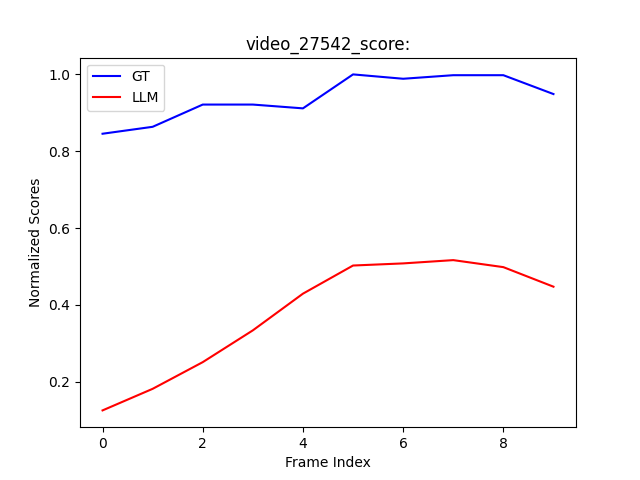 video_27542_score:
GT
LLM
1.0
0.8
0.6
0.4
0.2
Normalized Scores
0 2 4 6 8
Frame Index